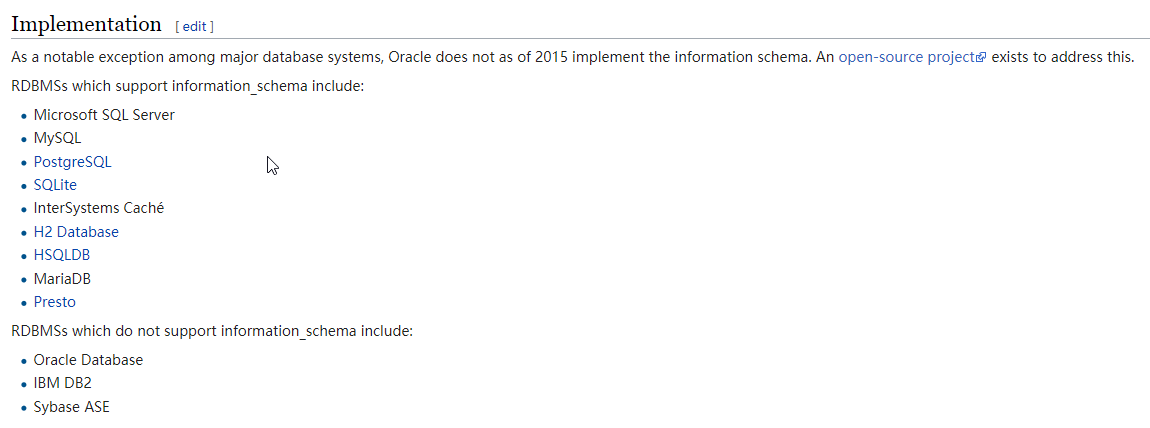 Implementation [ edit ]
As a notable exception among major database systems, Oracle does not as of 2015 implement the information schema. An open-source project exists to address this.
RDBMSs which support information_schema include:
Microsoft SQL Server
MySQL
PostgreSQL
SQLite
InterSystems Caché
H2 Database
HSQLDB
MariaDB
Presto
RDBMSs which do not support information_schema include:
Oracle Database
IBM DB2
Sybase ASE